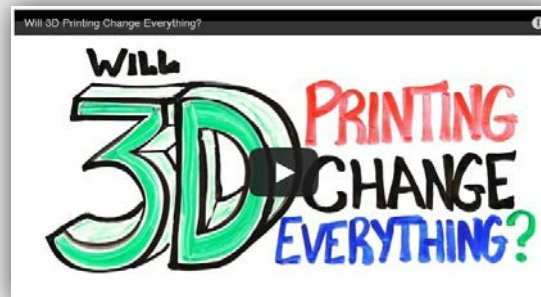 Will 3D Printing Change Everything?
WILL
3D PRINTING
CHANGE
EVERYTHING?